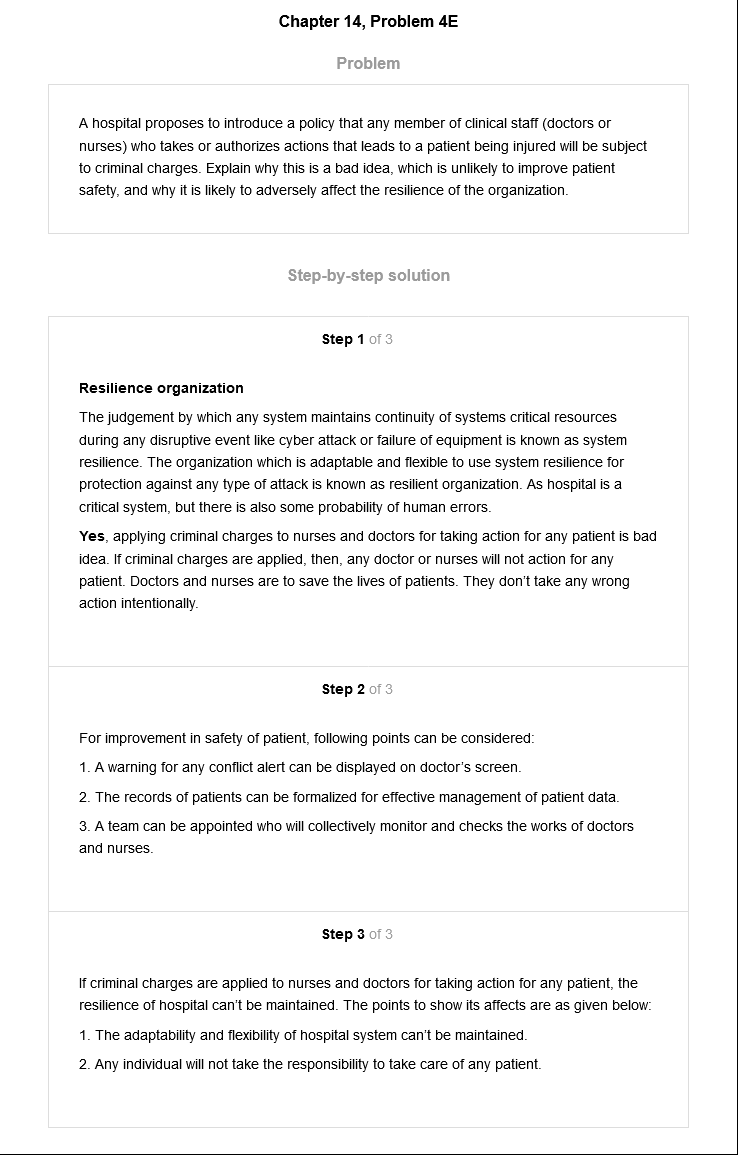 Chapter 14, Problem 4E
Problem
A hospital proposes to introduce a policy that any member of clinical staff (doctors or
nurses) who takes or authorizes actions that leads to a patient being injured will be subject
to criminal charges. Explain why this is a bad idea, which is unlikely to improve patient
safety, and why it is likely to adversely affect the resilience of the organization.
Step-by-step solution
Step 1 of 3
Resilience organization
The judgement by which any system maintains continuity of systems critical resources
during any disruptive event like cyber attack or failure of equipment is known as system
resilience. The organization which is adaptable and flexible to use system resilience for
protection against any type of attack is known as resilient organization. As hospital is a
critical system, but there is also some probability of human errors.
Yes, applying criminal charges to nurses and doctors for taking action for any patient is bad
idea. If criminal charges are applied, then, any doctor or nurses will not action for any
patient. Doctors and nurses are to save the lives of patients. They don't take any wrong
action intentionally.
Step 2 of 3
For improvement in safety of patient, following points can be considered:
1. A warning for any conflict alert can be displayed on doctor's screen.
2. The records of patients can be formalized for effective management of patient data.
3. A team can be appointed who will collectively monitor and checks the works of doctors
and nurses.
Step 3 of 3
If criminal charges are applied to nurses and doctors for taking action for any patient, the
resilience of hospital can't be maintained. The points to show its affects are as given below:
1. The adaptability and flexibility of hospital system can't be maintained.
2. Any individual will not take the responsibility to take care of any patient.